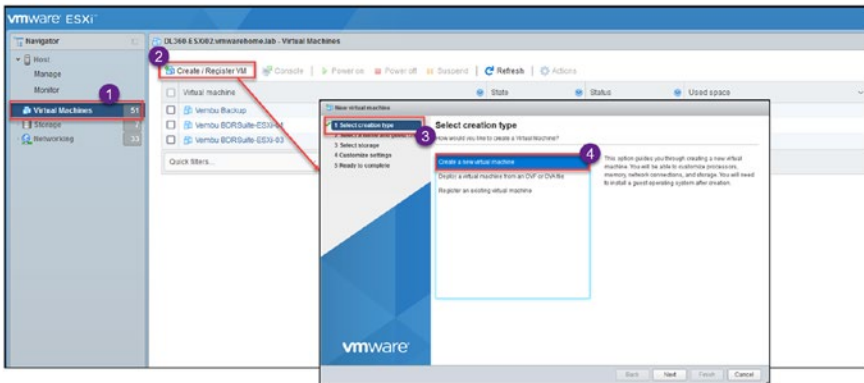 vmware ESXi
Navigator
DL360-ESXi02.vmwarehome.lab - Virtual Machines
Host
Manage
Monitor
Virtual Machines 51
Storage 7
Networking 33
1
2
Create / Register VM Console Power on Power off Suspend Refresh Actions
Virtual machine State Status Used space
Vembu Backup
Vembu BDRSuite-ESXi-01
Vembu BDRSuite-ESXi-03
Quick filters...
New virtual machine
1 Select creation type
2 Select a name and guest
3 Select storage
4 Customize settings
5 Ready to complete
3
Select creation type
How would you like to create a Virtual Machine?
4
Create a new virtual machine
Deploy a virtual machine from an OVF or OVA file
Register an existing virtual machine
This option guides you through creating a new virtual
machine. You will be able to customize processors,
memory, network connections, and storage. You will need
to install a guest operating system after creation.
vmware
Back Next Finish Cancel